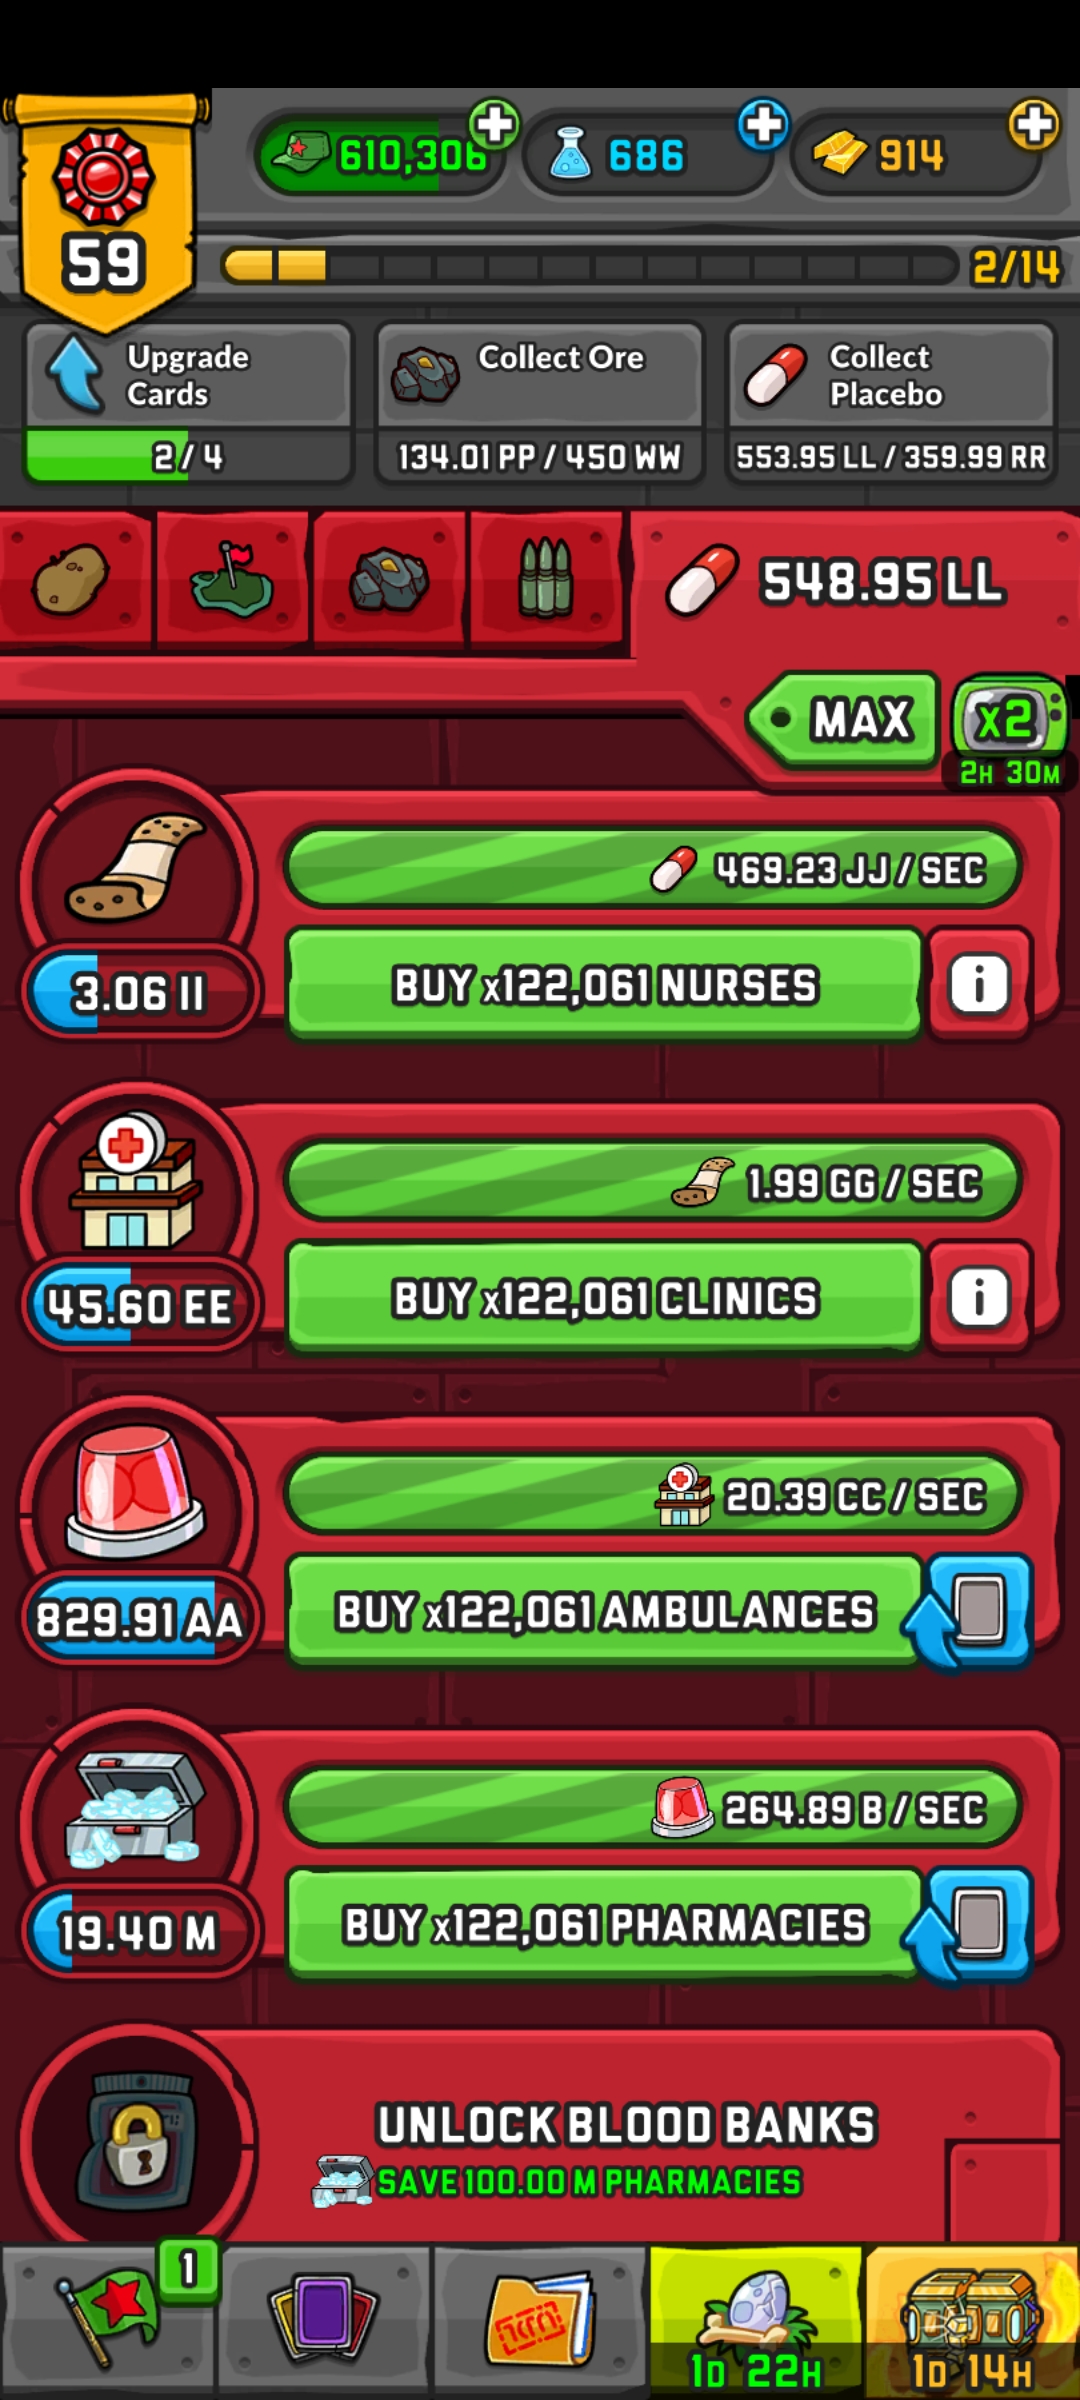 610,306
686
914
59
2/14
Upgrade
Cards
2/4
Collect Ore
134.01 PP / 450 WW
Collect
Placebo
553.95 LL / 359.99 RR
548.95 LL
MAX
x2
2H 30M
469.23 JJ / SEC
3.06 II
BUY x122,061 NURSES
i
1.99 GG / SEC
45.60 EE
BUY x122,061 CLINICS
i
20.39 CC / SEC
829.91 AA
BUY x122,061 AMBULANCES
264.89 B / SEC
19.40 M
BUY x122,061 PHARMACIES
UNLOCK BLOOD BANKS
SAVE 100.00 M PHARMACIES
1
1D 22H
1D 14H